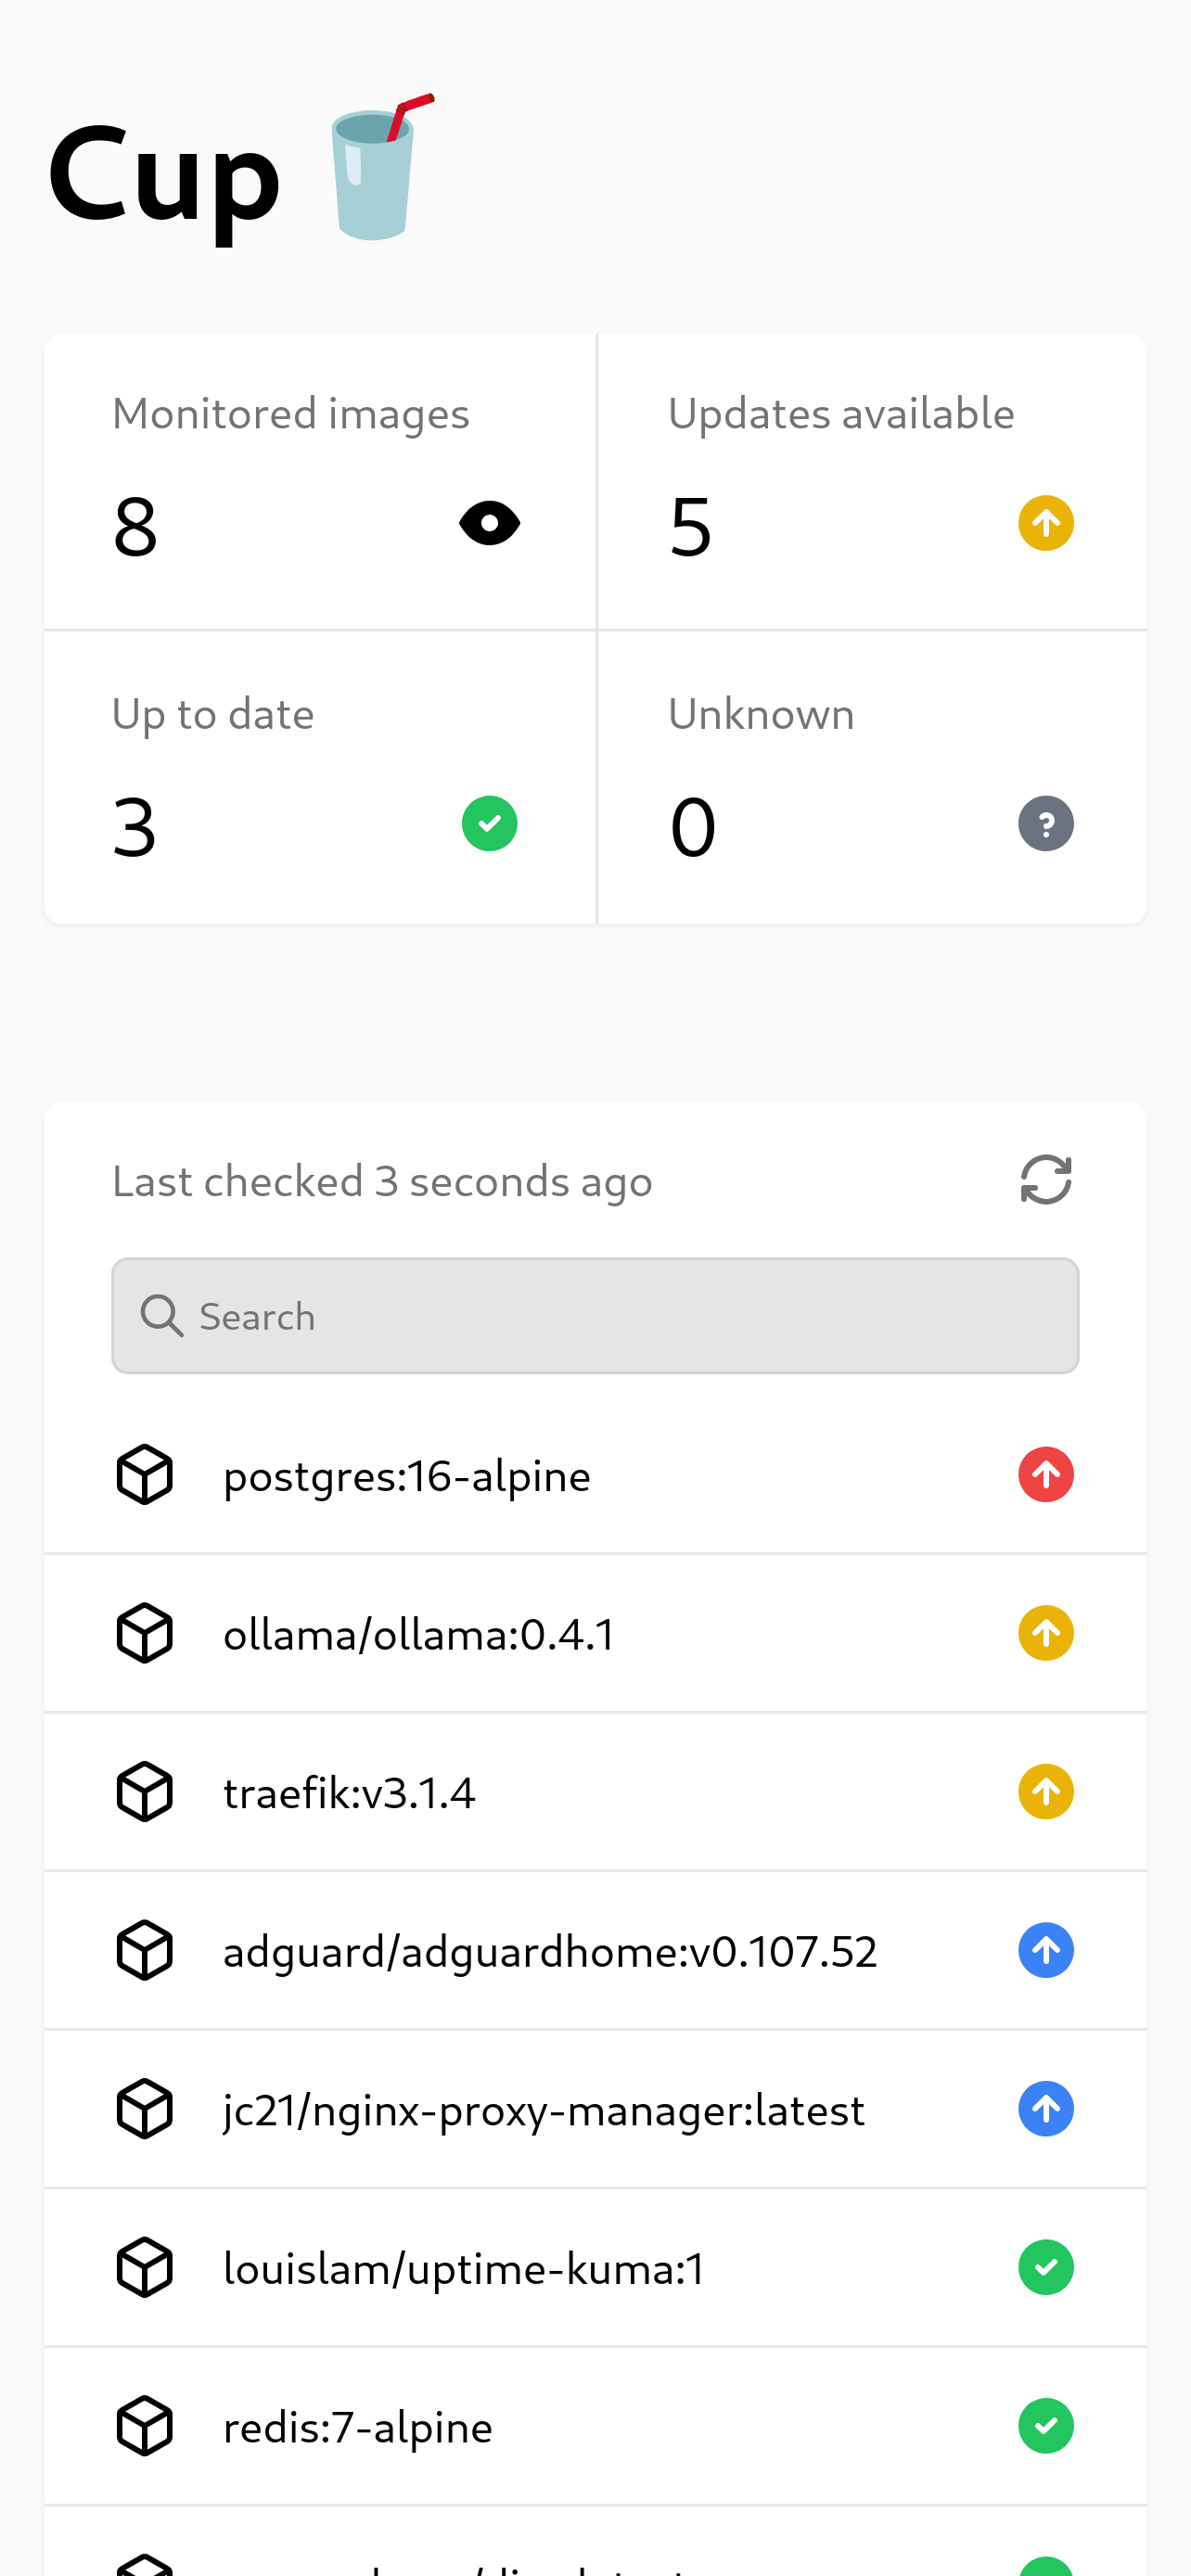 Cup
Monitored images
8
Updates available
5
Up to date
3
Unknown
0
?
Last checked 3 seconds ago
Search
postgres:16-alpine
ollama/ollama:0.4.1
traefik:v3.1.4
adguard/adguardhome:v0.107.52
jc21/nginx-proxy-manager:latest
louislam/uptime-kuma:1
redis:7-alpine